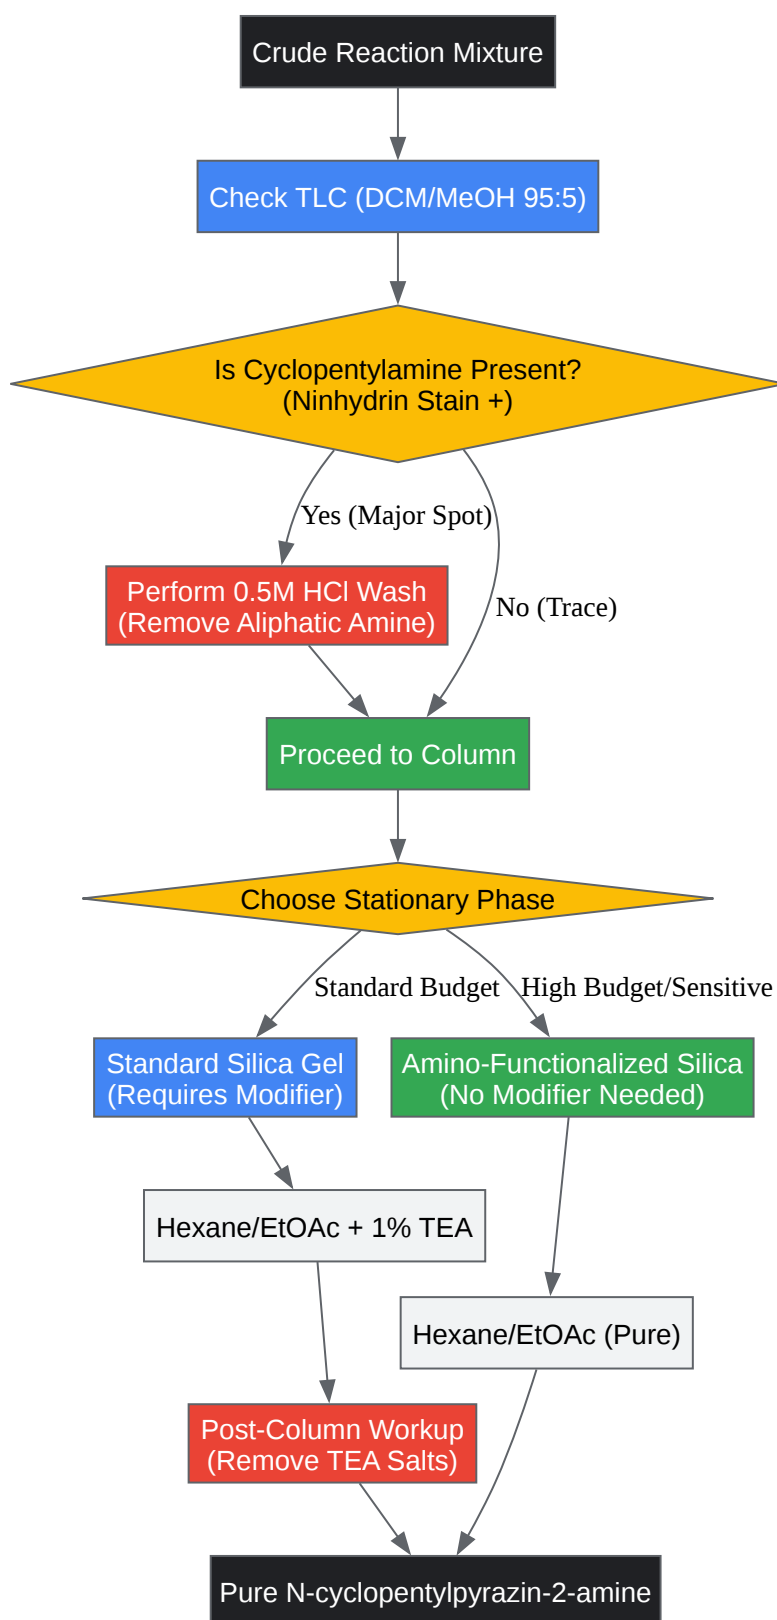 Crude Reaction Mixture
Check TLC (DCM/MeOH 95:5)
Is Cyclopentylamine Present?
(Ninhydrin Stain +)
Yes (Major Spot)
Perform 0.5M HCl Wash
(Remove Aliphatic Amine)
No (Trace)
Proceed to Column
Choose Stationary Phase
Standard Budget
High Budget/Sensitive
Standard Silica Gel
(Requires Modifier)
Amino-Functionalized Silica
(No Modifier Needed)
Hexane/EtOAc + 1% TEA
Hexane/EtOAc (Pure)
Post-Column Workup
(Remove TEA Salts)
Pure N-cyclopentylpyrazin-2-amine